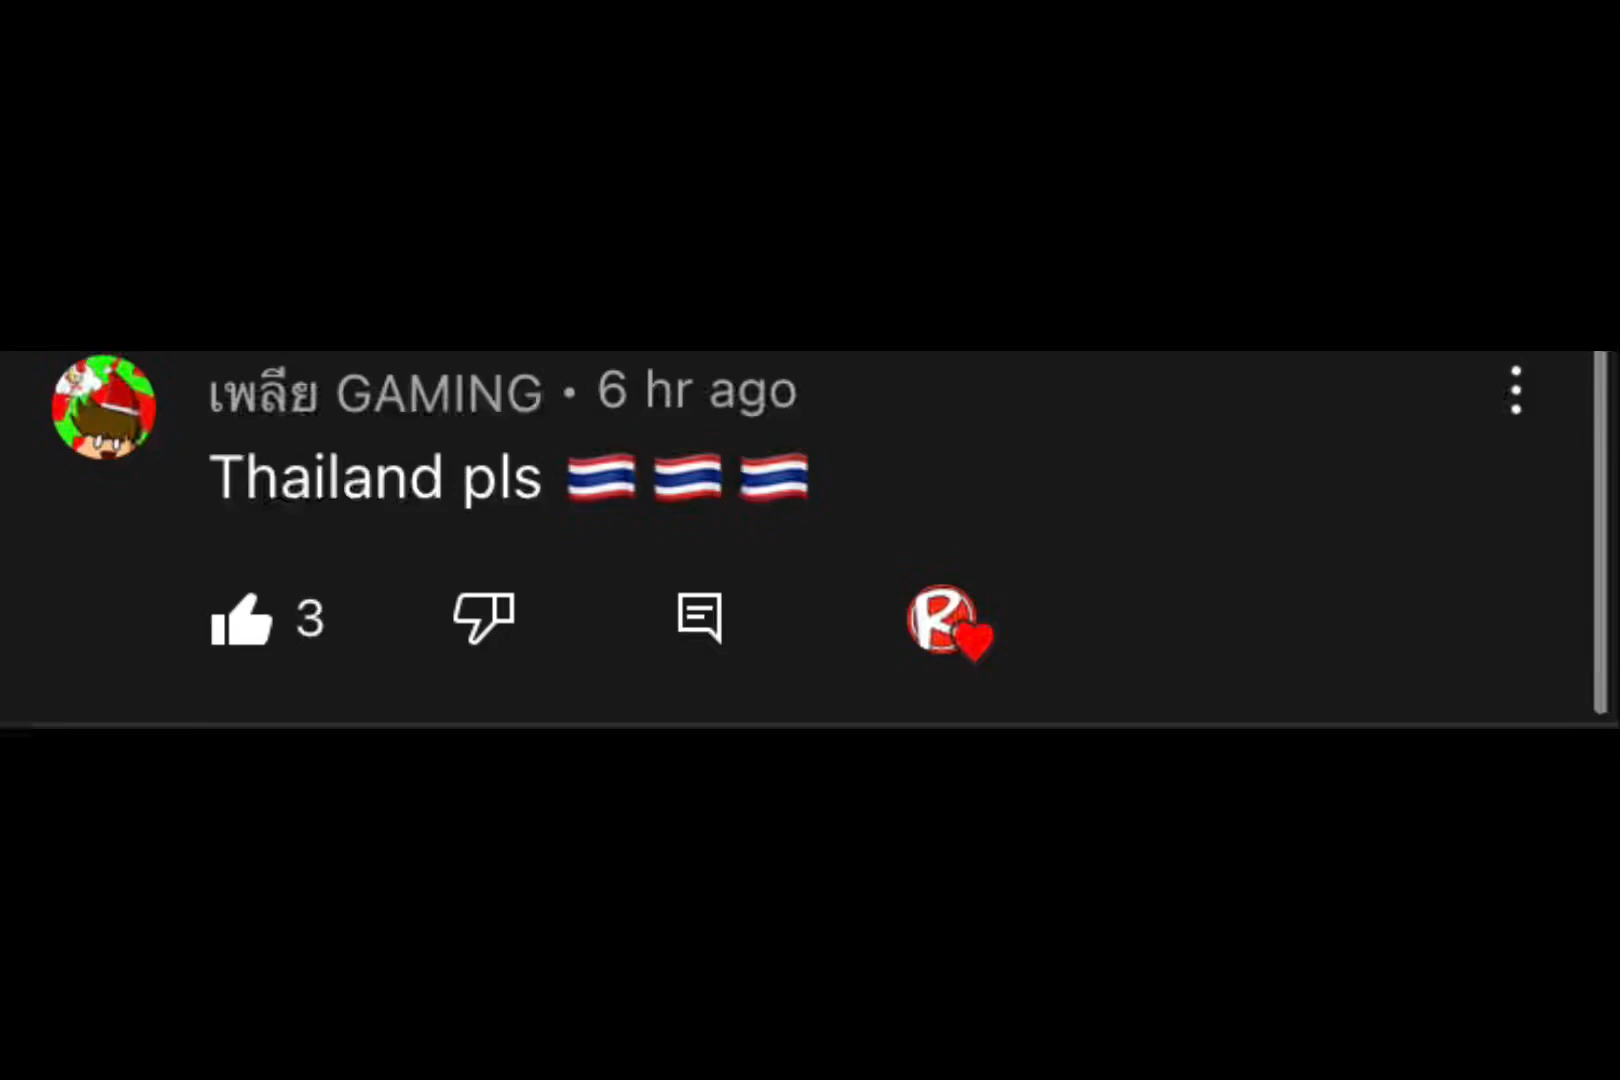 เพลีย GAMING • 6 hr ago
Thailand pls 🇹🇭 🇹🇭 🇹🇭
3
R